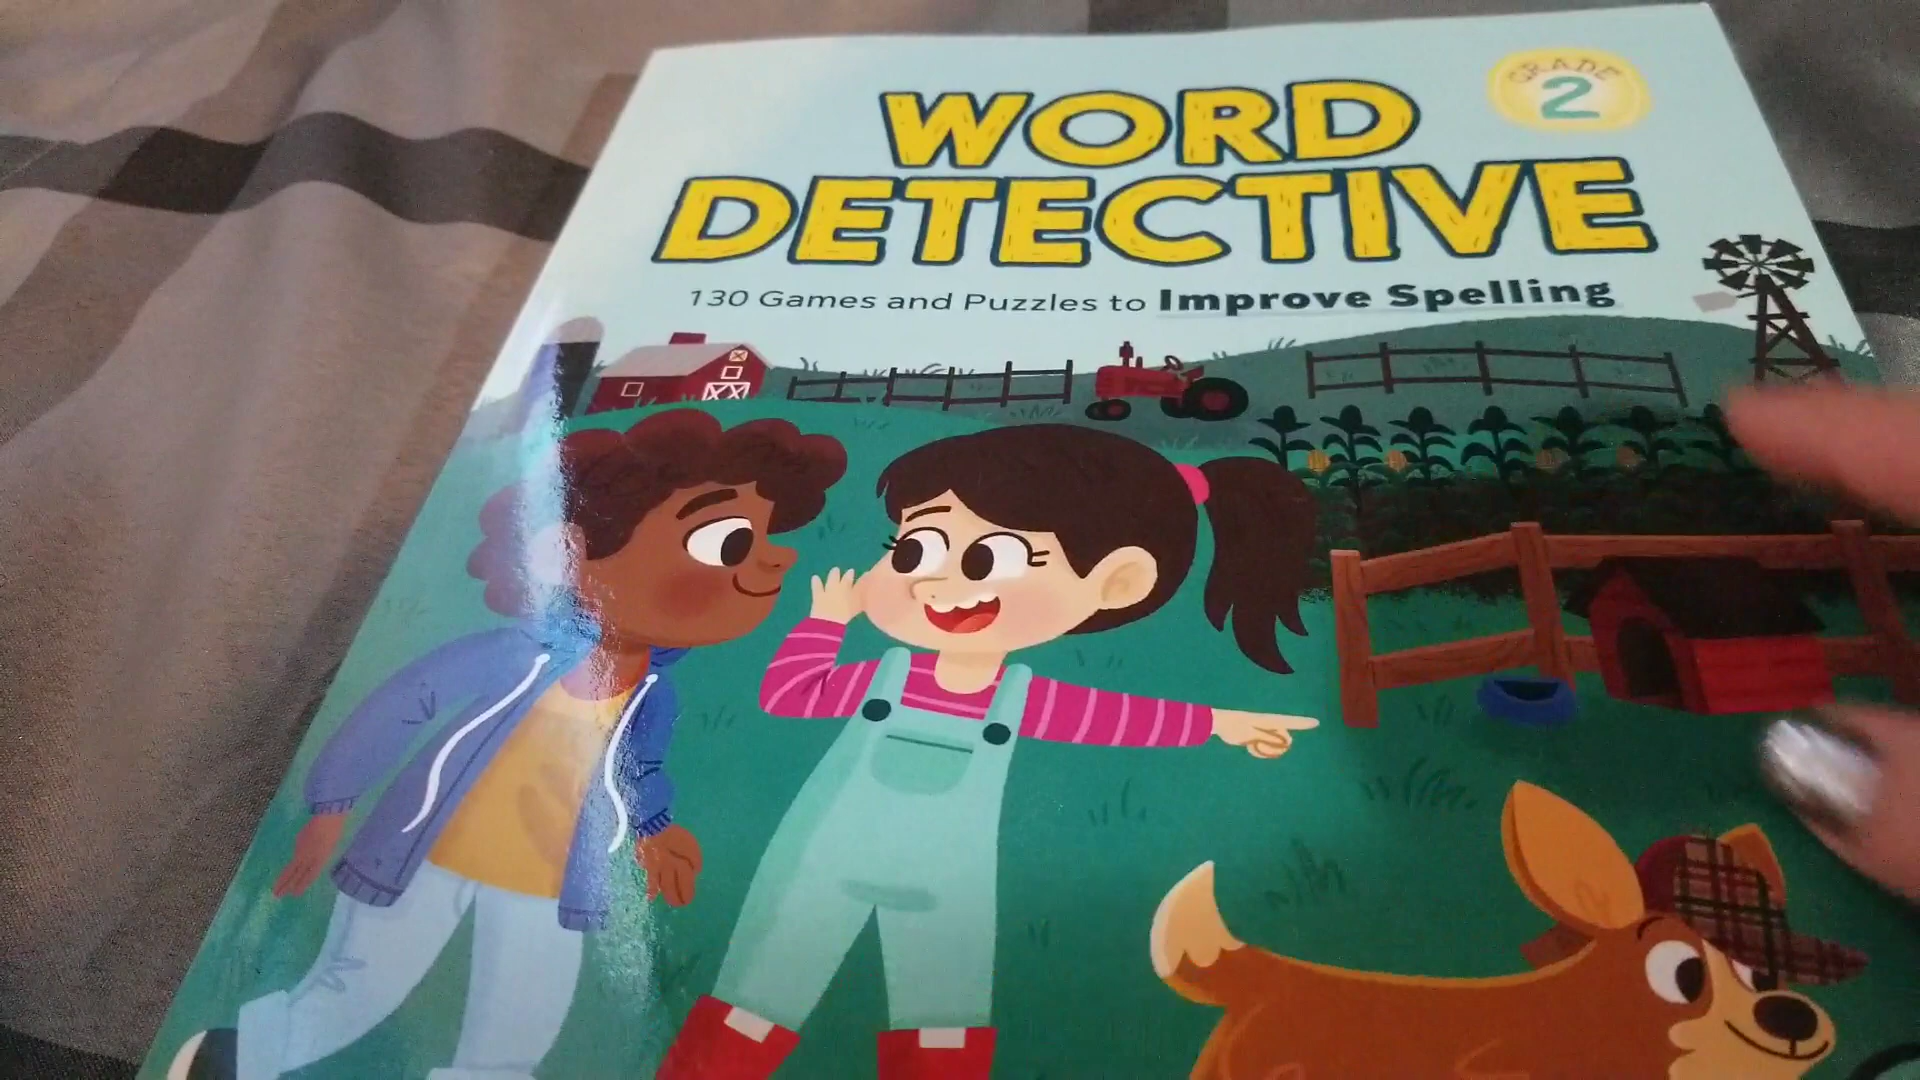 GRADE
2
WORD
DETECTIVE
130 Games and Puzzles to Improve Spelling